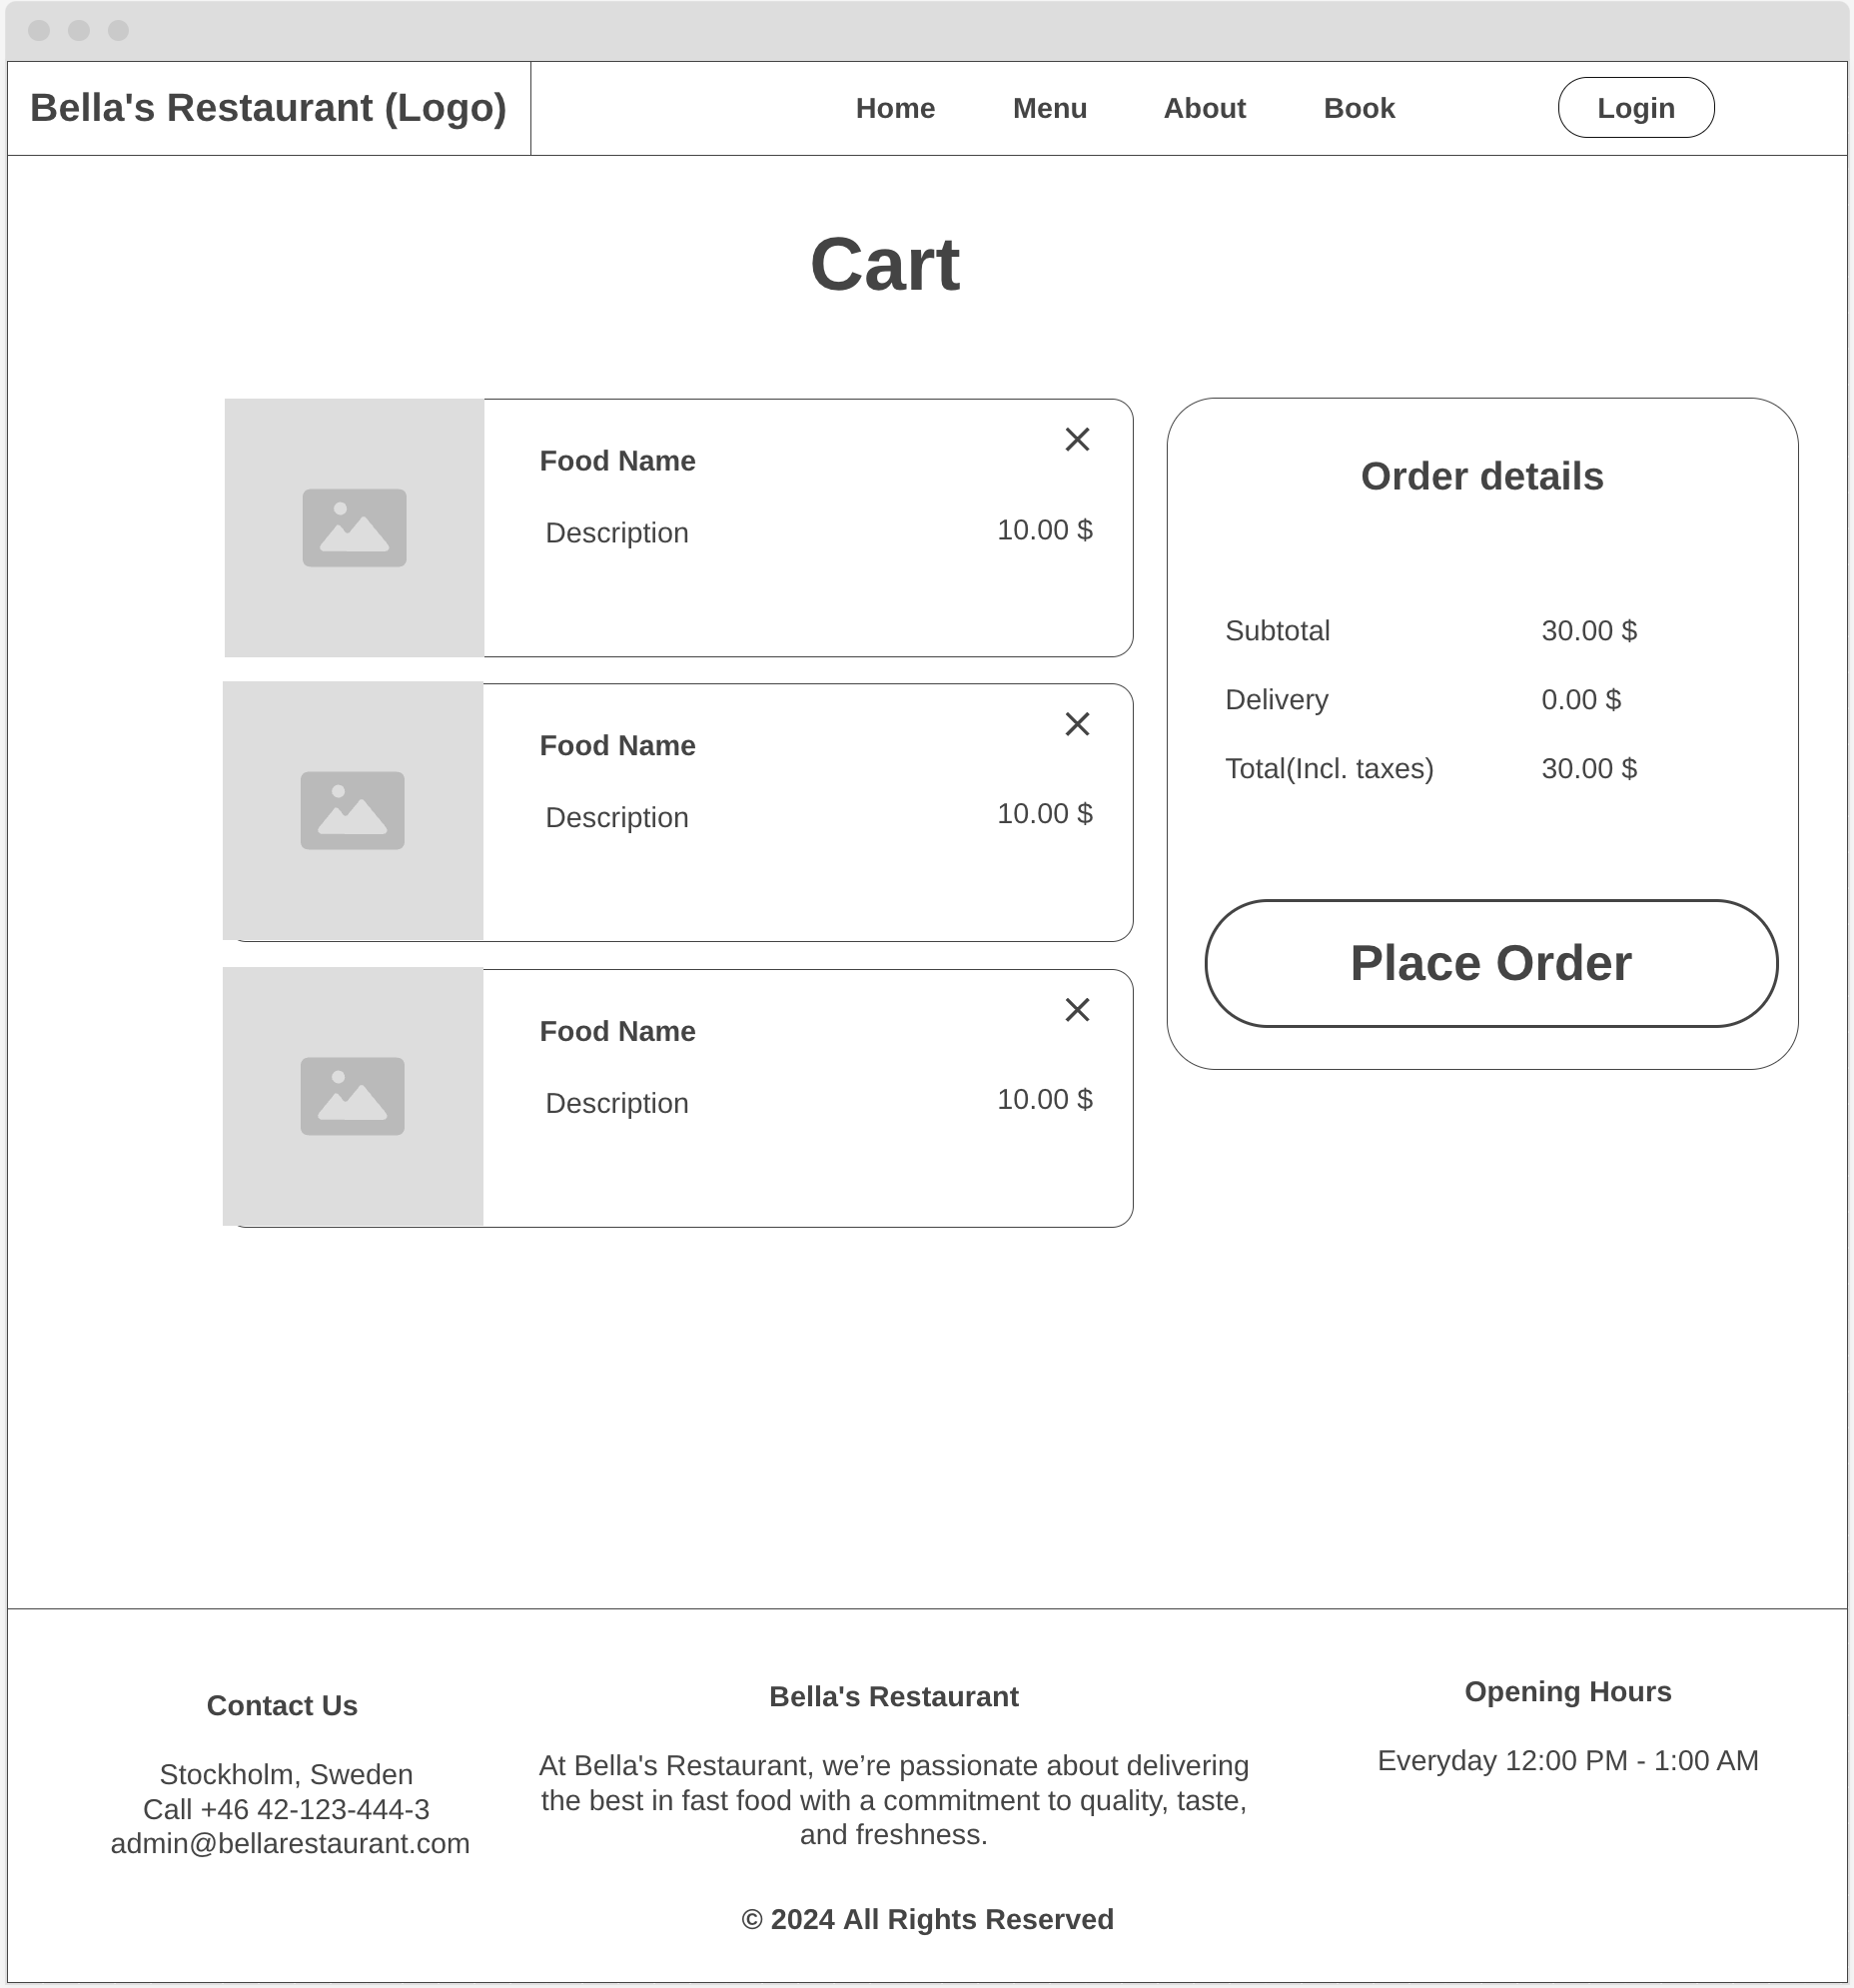 Bella's Restaurant (Logo)
Home
Menu
About
Book
Login
Cart
Food Name
Description
10.00 $
Food Name
Description
10.00 $
Food Name
Description
10.00 $
Order details
Subtotal 30.00 $
Delivery 0.00 $
Total(Incl. taxes) 30.00 $
Place Order
Contact Us
Stockholm, Sweden
Call +46 42-123-444-3
admin@bellarestaurant.com
Bella's Restaurant
At Bella's Restaurant, we’re passionate about delivering
the best in fast food with a commitment to quality, taste,
and freshness.
Opening Hours
Everyday 12:00 PM - 1:00 AM
© 2024 All Rights Reserved